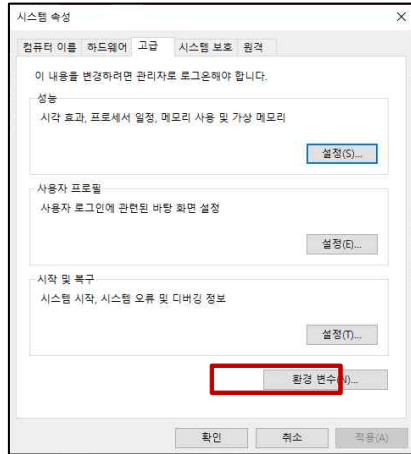 시스템 속성
컴퓨터 이름 하드웨어 고급 시스템 보호 원격
이 내용을 변경하려면 관리자로 로그온해야 합니다.
성능
시각 효과, 프로세서 일정, 메모리 사용 및 가상 메모리
설정(S)...
사용자 프로필
사용자 로그인에 관련된 바탕 화면 설정
설정(E)...
시작 및 복구
시스템 시작, 시스템 오류 및 디버깅 정보
설정(T)...
환경 변수(N)...
확인 취소 적용(A)